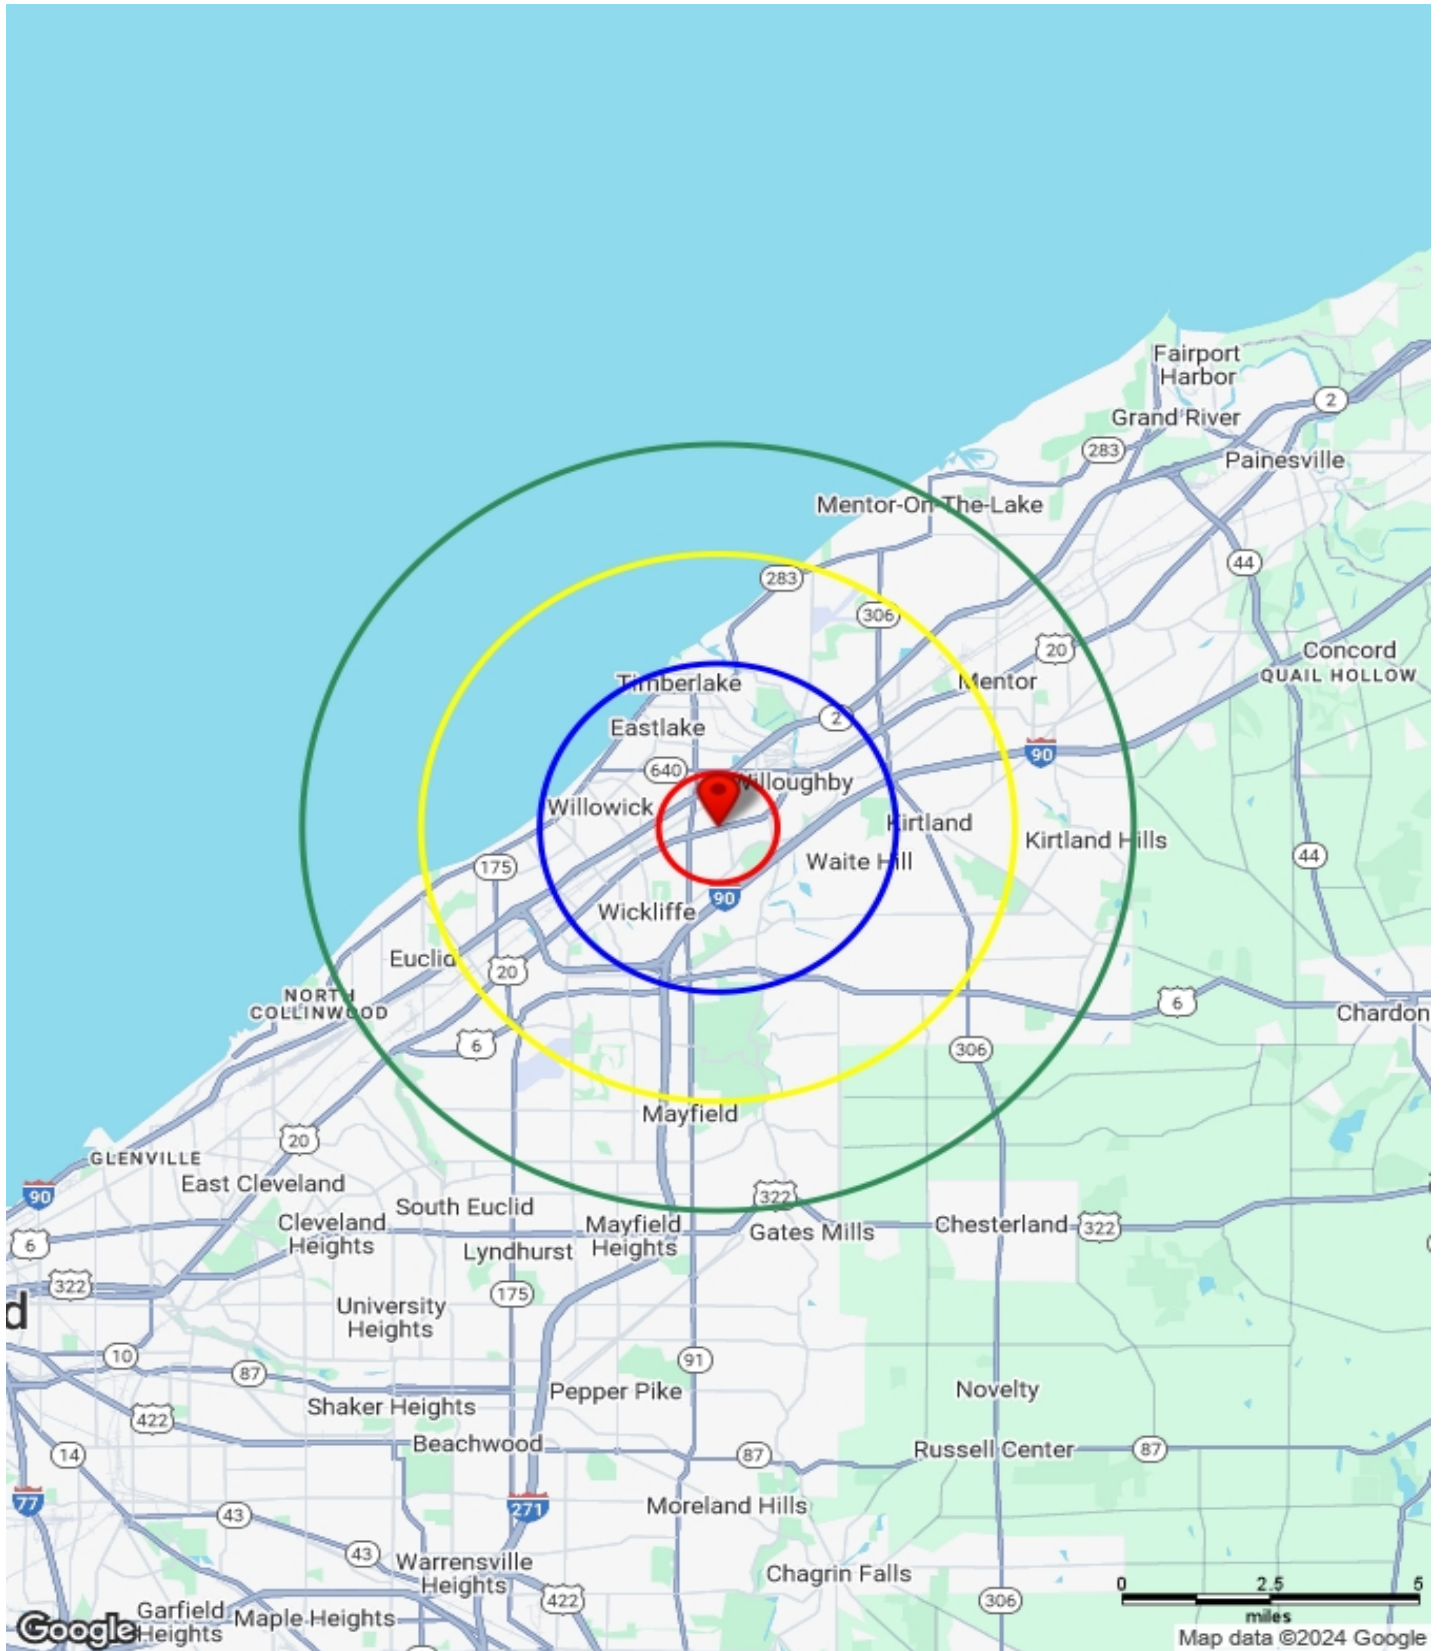 Fairport
Harbor
2
Grand River
283
Painesville
Mentor-On-The-Lake
44
283
306
20
Concord
QUAIL HOLLOW
Timberlake
Mentor
2
Eastlake
90
640
Willoughby
Willowick
Kirtland
Kirtland Hills
44
175
Waite Hill
90
Wickliffe
Euclid
20
NORTH
COLLINWOOD
6
Chardon
6
306
Mayfield
20
GLENVILLE
East Cleveland
90
322
South Euclid
Cleveland
Heights
Mayfield
Heights
Gates Mills
Chesterland
322
6
Lyndhurst
322
175
d
University
Heights
10
91
87
Pepper Pike
Novelty
Shaker Heights
422
Beachwood
Russell Center
87
14
87
77
271
Moreland Hills
43
43
Warrensville
Heights
Chagrin Falls
422
306
0
2.5
5
miles
Garfield
Heights
Maple Heights
Google
Map data ©2024 Google